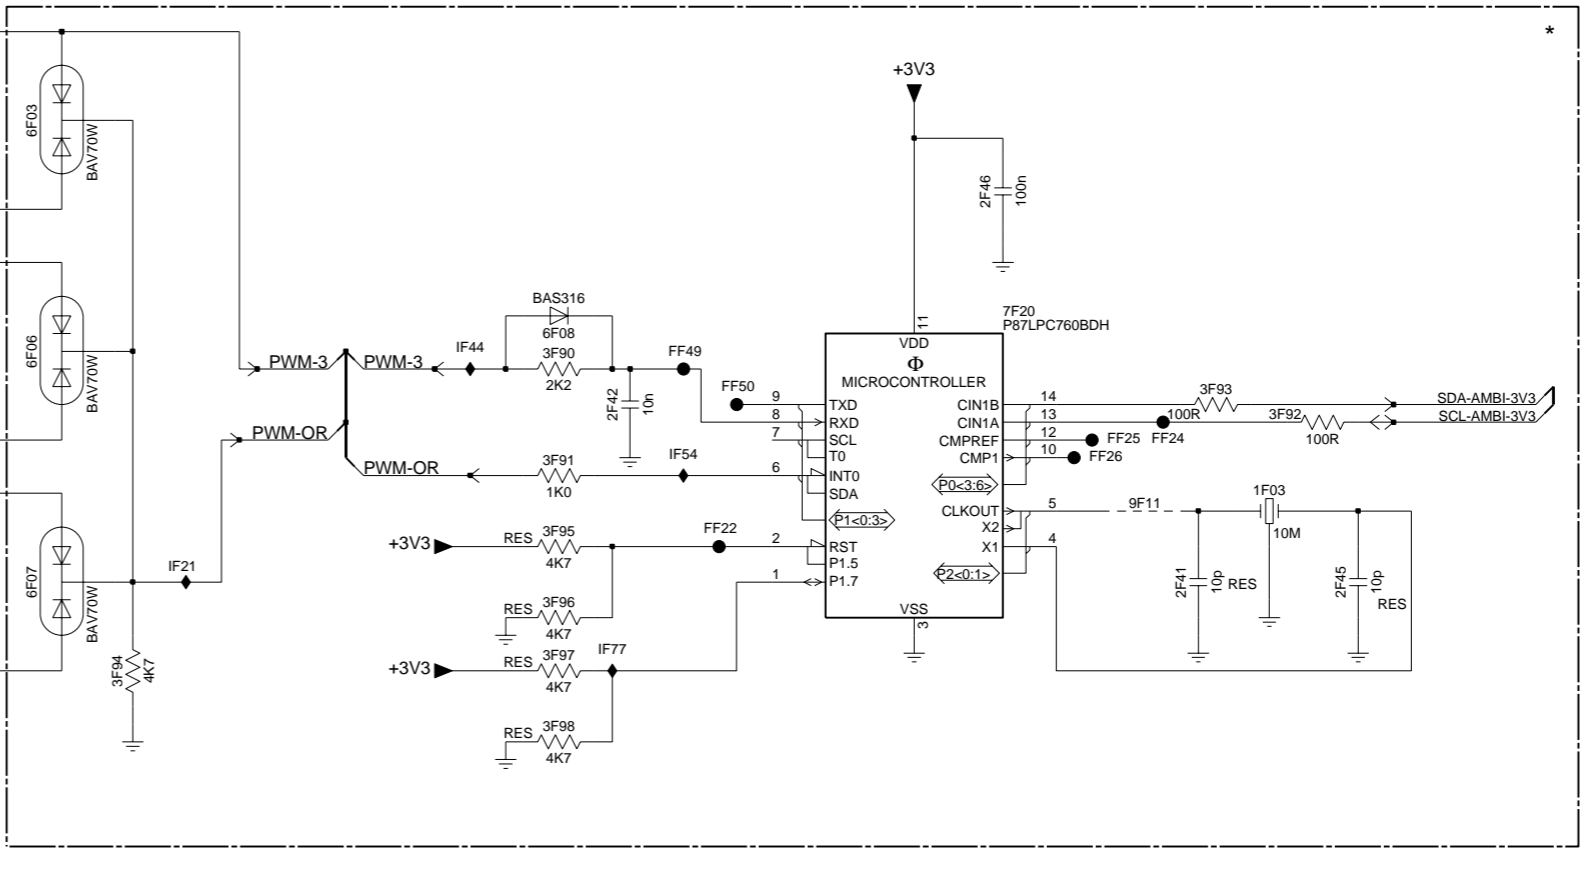 *
+3V3
6F03
BAV70W
2F46
100n
BAS316
6F08
7F20
P87LPC760BDH
11
VDD
Φ
MICROCONTROLLER
6F06
BAV70W
PWM-3
PWM-3
IF44
3F90
2K2
FF49
2F42
10n
FF50
9
TXD
8
RXD
7
SCL
T0
6
INT0
SDA
P1<0:3>
2
RST
P1.5
1
P1.7
VSS
3
CIN1B
14
CIN1A
13
CMPREF
12
CMP1
10
P0<3:6>
CLKOUT
5
X2
X1
4
P2<0:1>
3F93
100R
SDA-AMBI-3V3
3F92
100R
SCL-AMBI-3V3
FF25
FF24
FF26
PWM-OR
PWM-OR
3F91
1K0
IF54
9F11
1F03
10M
2F41
10p
RES
2F45
10p
RES
+3V3
RES
3F95
4K7
FF22
RES
3F96
4K7
+3V3
RES
3F97
4K7
IF77
RES
3F98
4K7
6F07
BAV70W
IF21
3F94
4K7